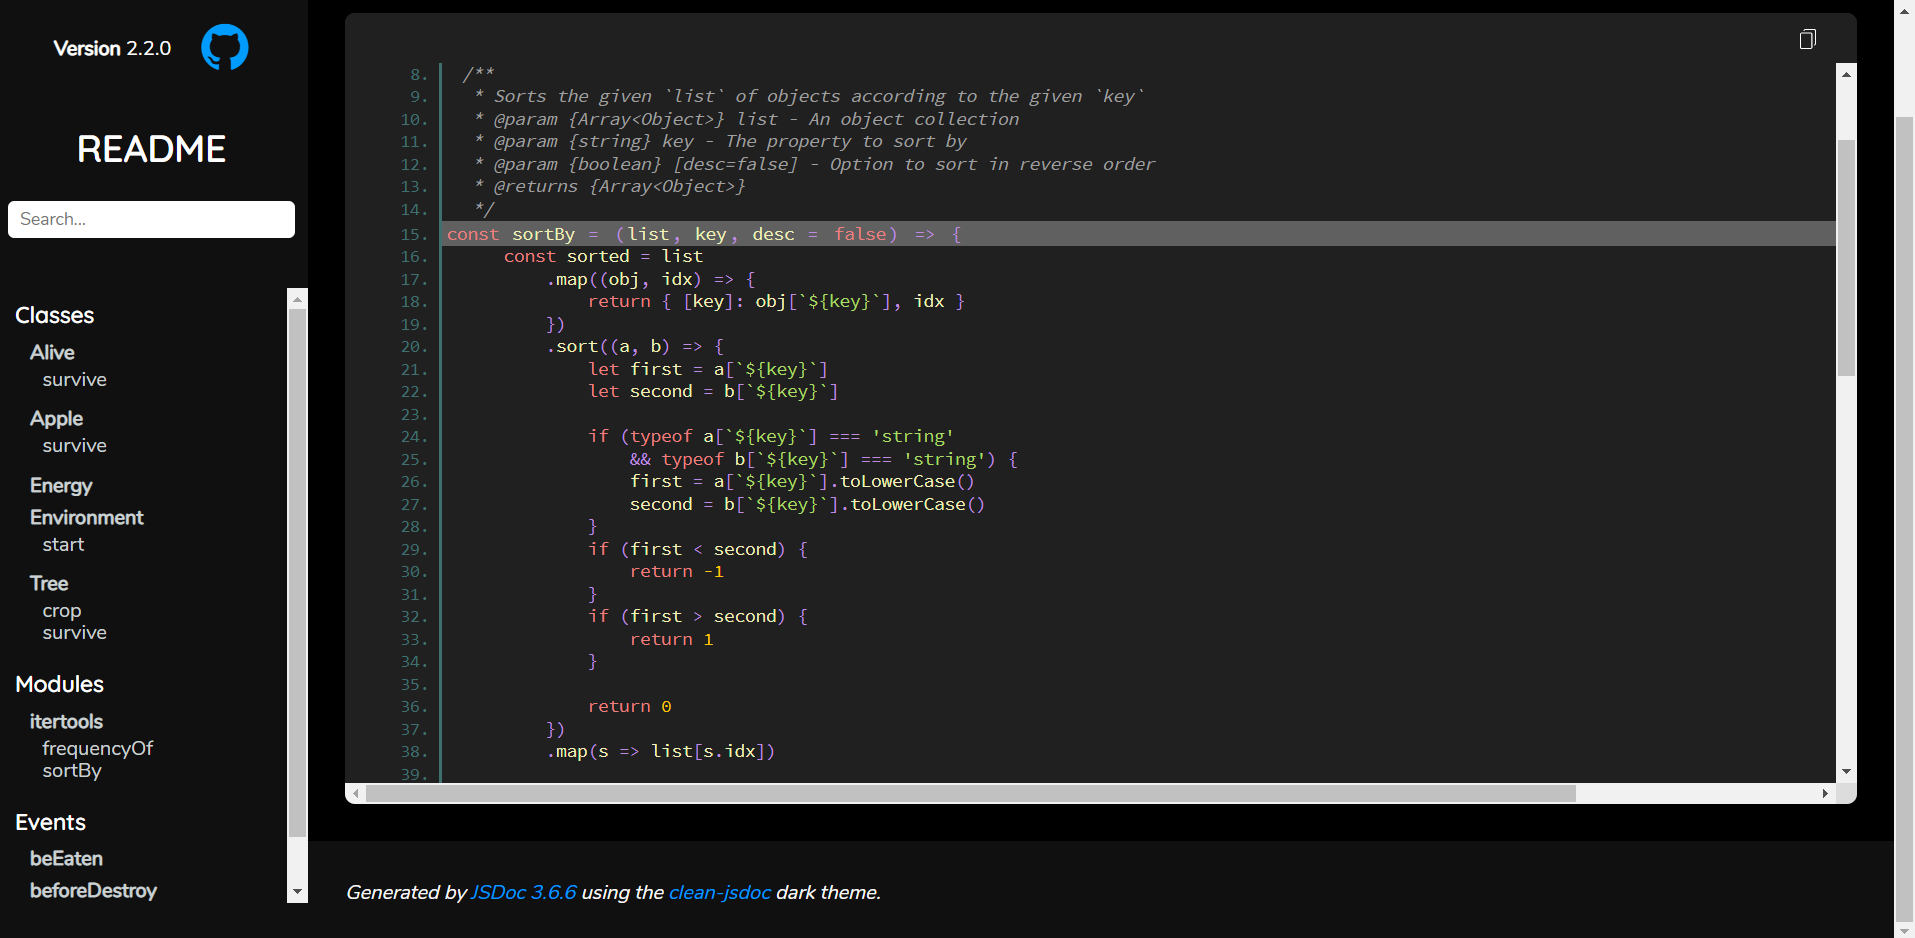 Version 2.2.0
README
Search...
Classes
Alive
survive
Apple
survive
Energy
Environment
start
Tree
crop
survive
Modules
itertools
frequencyOf
sortBy
Events
beEaten
beforeDestroy
8. /**
9. * Sorts the given `list` of objects according to the given `key`
10. * @param {Array<Object>} list - An object collection
11. * @param {string} key - The property to sort by
12. * @param {boolean} [desc=false] - Option to sort in reverse order
13. * @returns {Array<Object>}
14. */
15. const sortBy = (list, key, desc = false) => {
16. const sorted = list
17. .map((obj, idx) => {
18. return { [key]: obj[`${key}`], idx }
19. })
20. .sort((a, b) => {
21. let first = a[`${key}`]
22. let second = b[`${key}`]
23.
24. if (typeof a[`${key}`] === 'string'
25. && typeof b[`${key}`] === 'string') {
26. first = a[`${key}`].toLowerCase()
27. second = b[`${key}`].toLowerCase()
28. }
29. if (first < second) {
30. return -1
31. }
32. if (first > second) {
33. return 1
34. }
35.
36. return 0
37. })
38. .map(s => list[s.idx])
39.
Generated by JSDoc 3.6.6 using the clean-jsdoc dark theme.